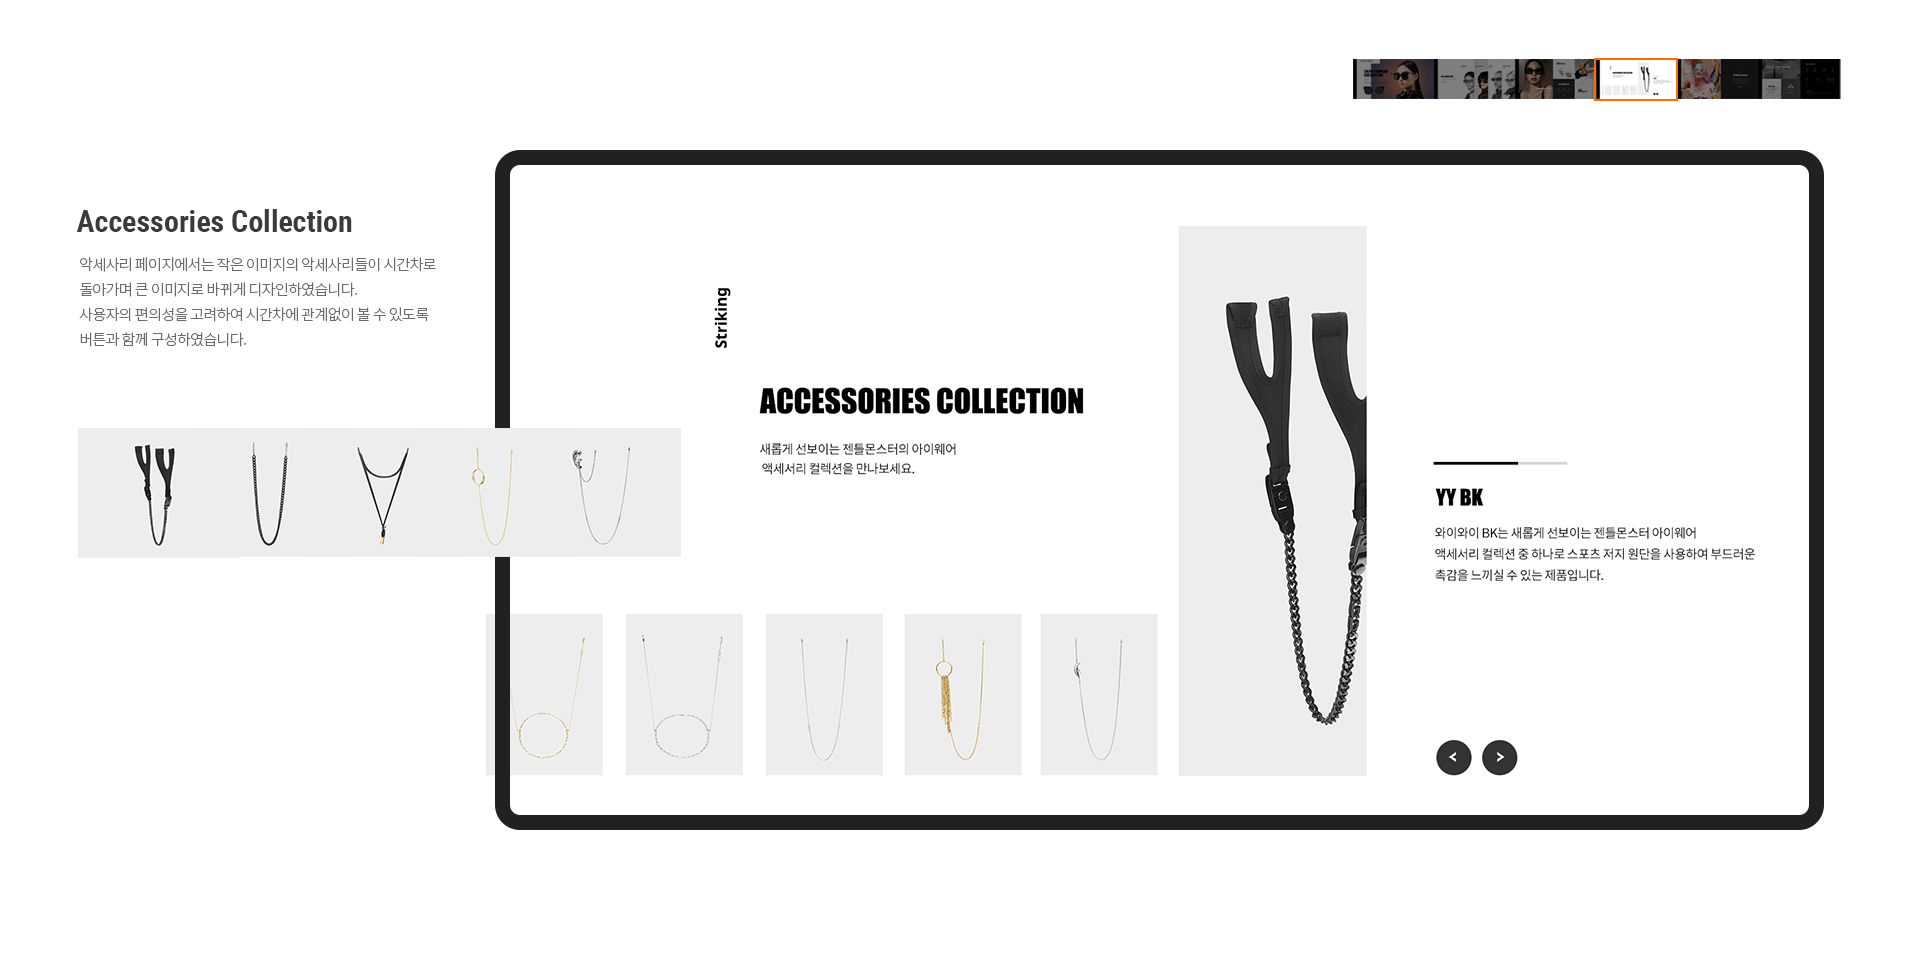 Accessories Collection
악세사리 페이지에서는 작은 이미지의 악세사리들이 시간차로
돌아가며 큰 이미지로 바뀌게 디자인하였습니다.
사용자의 편의성을 고려하여 시간차에 관계없이 볼 수 있도록
버튼과 함께 구성하였습니다.
Striking
ACCESSORIES COLLECTION
새롭게 선보이는 젠틀몬스터의 아이웨어
액세서리 컬렉션을 만나보세요.
YY BK
와이와이 BK는 새롭게 선보이는 젠틀몬스터 아이웨어
액세서리 컬렉션 중 하나로 스포츠 저지 원단을 사용하여 부드러운
촉감을 느끼실 수 있는 제품입니다.